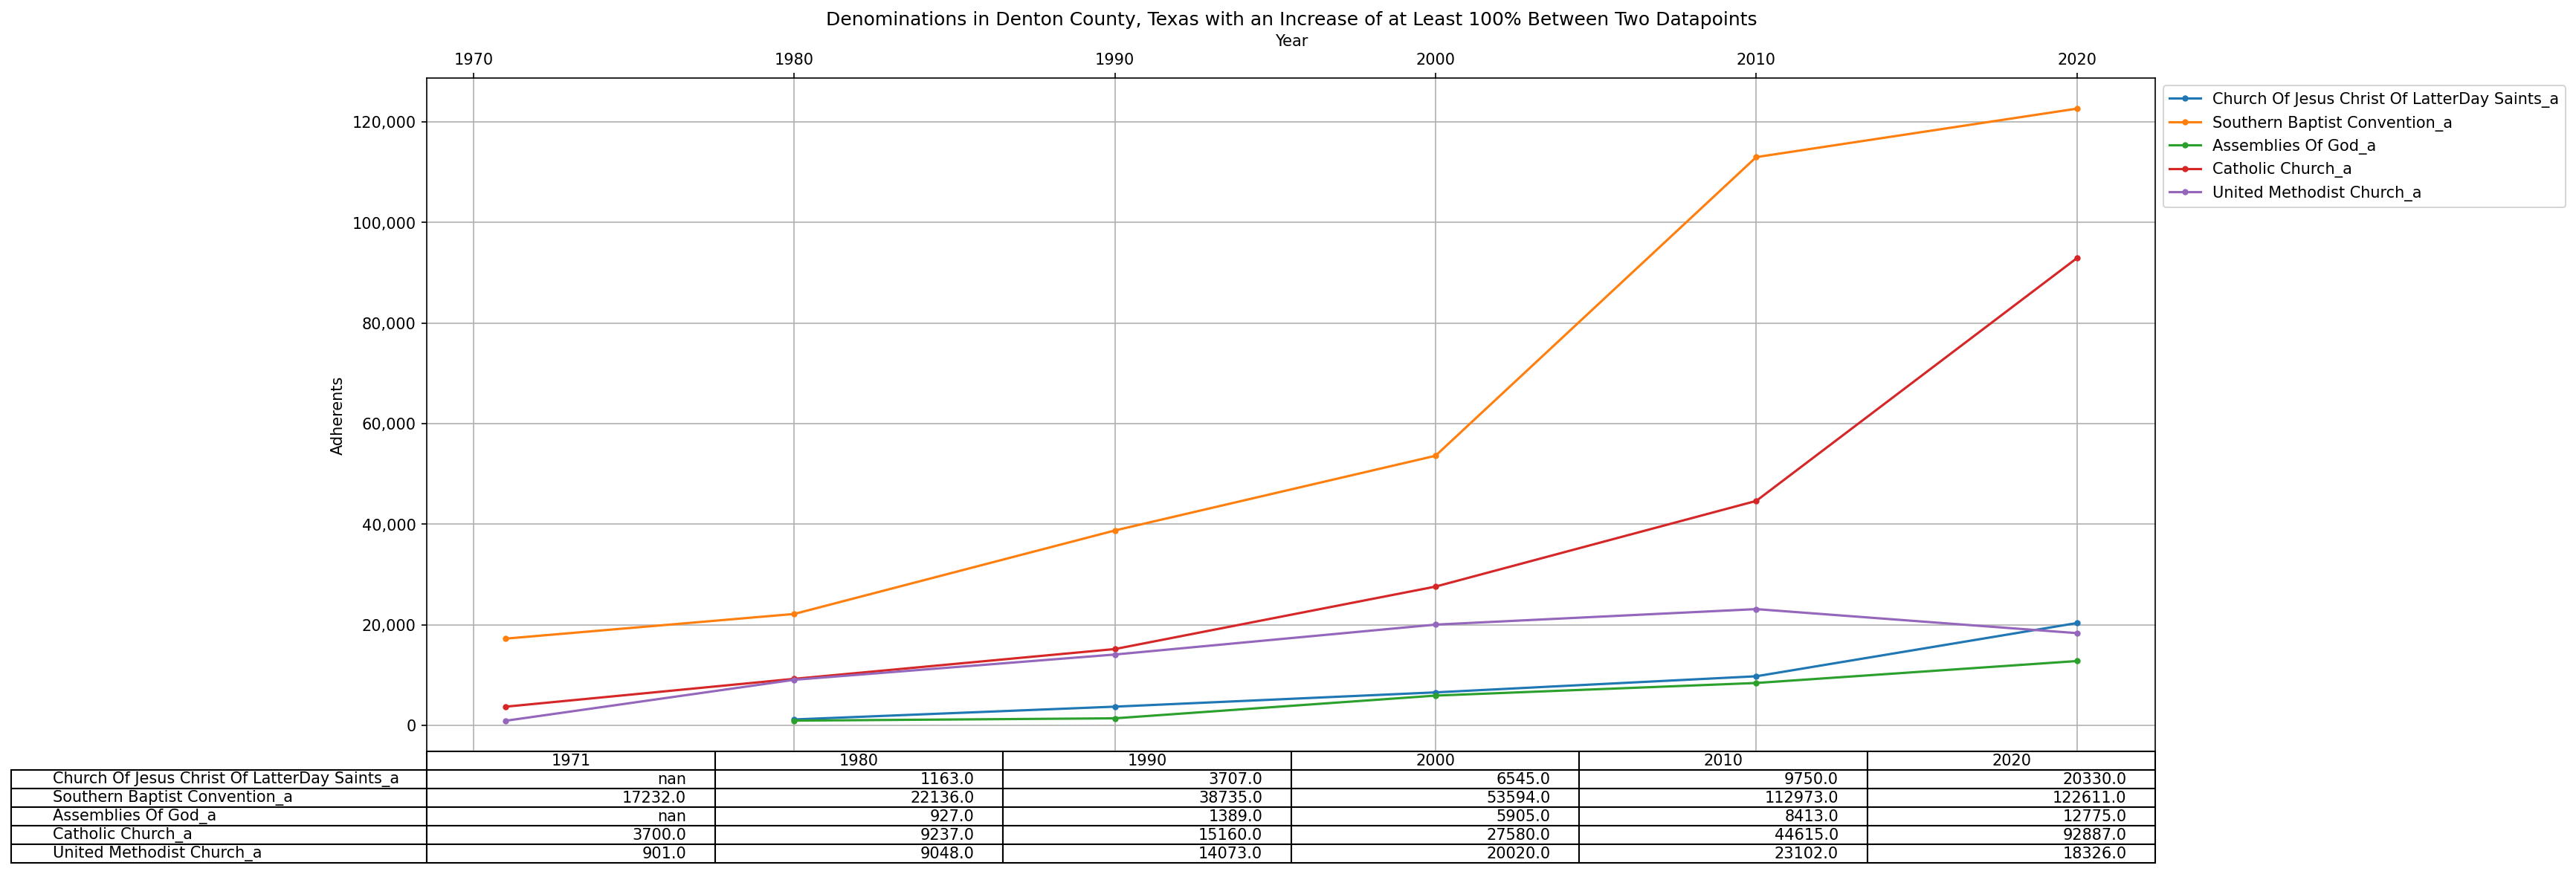 Denominations in Denton County, Texas with an Increase of at Least 100% Between Two Datapoints
Year
1970 1980 1990 2000 2010 2020
120,000
100,000
80,000
60,000
40,000
20,000
0
Adherents
Church Of Jesus Christ Of LatterDay Saints_a
Southern Baptist Convention_a
Assemblies Of God_a
Catholic Church_a
United Methodist Church_a
1971 1980 1990 2000 2010 2020
Church Of Jesus Christ Of LatterDay Saints_a nan 1163.0 3707.0 6545.0 9750.0 20330.0
Southern Baptist Convention_a 17232.0 22136.0 38735.0 53594.0 112973.0 122611.0
Assemblies Of God_a nan 927.0 1389.0 5905.0 8413.0 12775.0
Catholic Church_a 3700.0 9237.0 15160.0 27580.0 44615.0 92887.0
United Methodist Church_a 901.0 9048.0 14073.0 20020.0 23102.0 18326.0